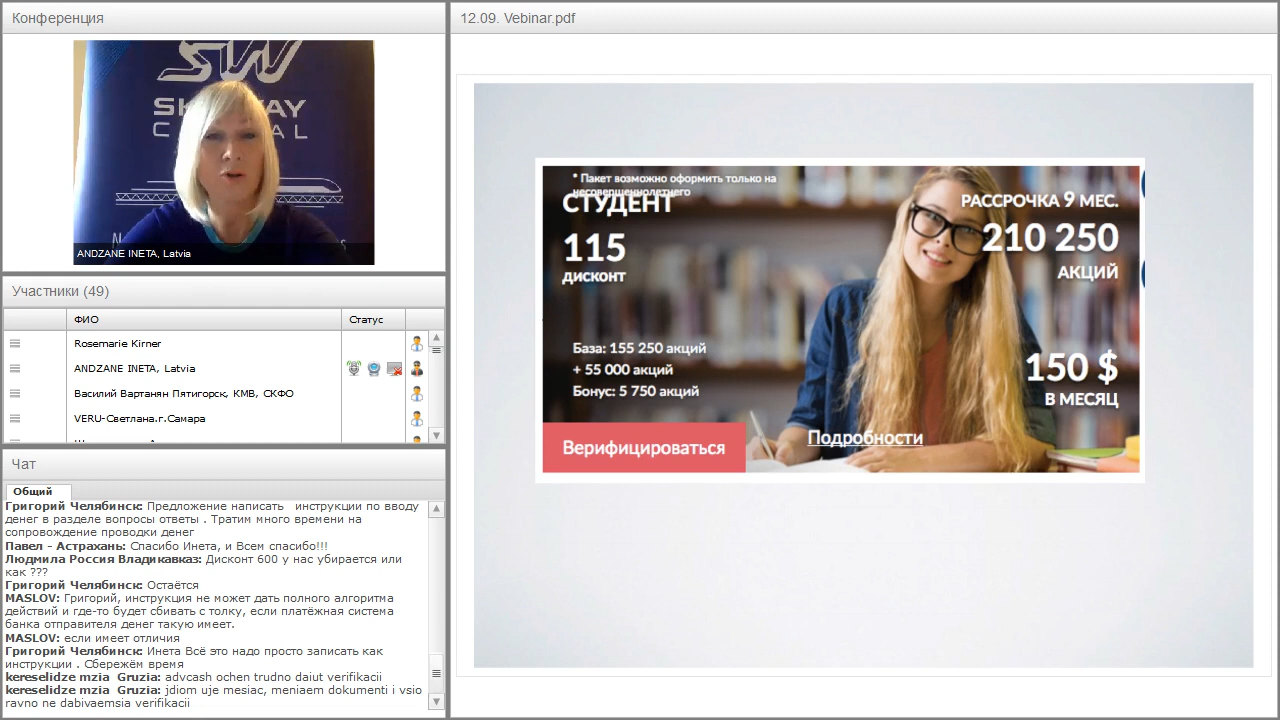 Конференция
12.09. Vebinar.pdf
SW
SK WAY
C AL
N s
ANDZANE INETA, Latvia
Участники (49)
ФИО Статус
Rosemarie Kirner
ANDZANE INETA, Latvia
Василий Вартанян Пятигорск, КМВ, СКФО
VERU-Светлана.г.Самара
Чат
Общий
Григорий Челябинск: Предложение написать инструкции по вводу
денег в разделе вопросы ответы . Тратим много времени на
сопровождение проводки денег
Павел - Астрахань: Спасибо Инета, и Всем спасибо!!!
Людмила Россия Владикавказ: Дисконт 600 у нас убирается или
как ???
Григорий Челябинск: Остаётся
MASLOV: Григорий, инструкция не может дать полного алгоритма
действий и где-то будет сбивать с толку, если платёжная система
банка отправителя денег такую имеет.
MASLOV: если имеет отличия
Григорий Челябинск: Инета Всё это надо просто записать как
инструкции . Сбережём время
kereselidze mzia Gruzia: advcash ochen trudno daiut verifikacii
kereselidze mzia Gruzia: jdiom uje mesiac, meniaem dokumenti i vsio
ravno ne dabivaemsia verifikacii
* Пакет возможно оформить только на
несовершеннолетнего
СТУДЕНТ
115
дисконт
База: 155 250 акций
+ 55 000 акций
Бонус: 5 750 акций
Верифицироваться
Подробности
РАССРОЧКА 9 МЕС.
210 250
АКЦИЙ
150 $
В МЕСЯЦ